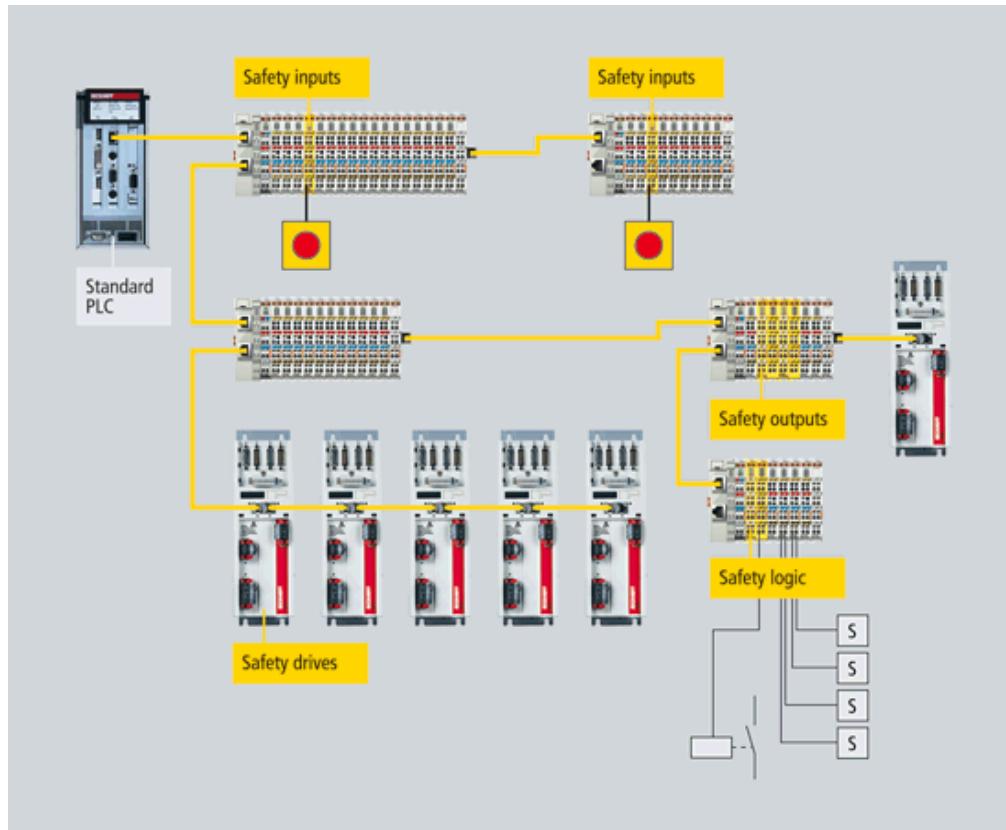 Safety inputs
Safety inputs
Standard
PLC
Safety outputs
Safety logic
Safety drives
S
S
S
S